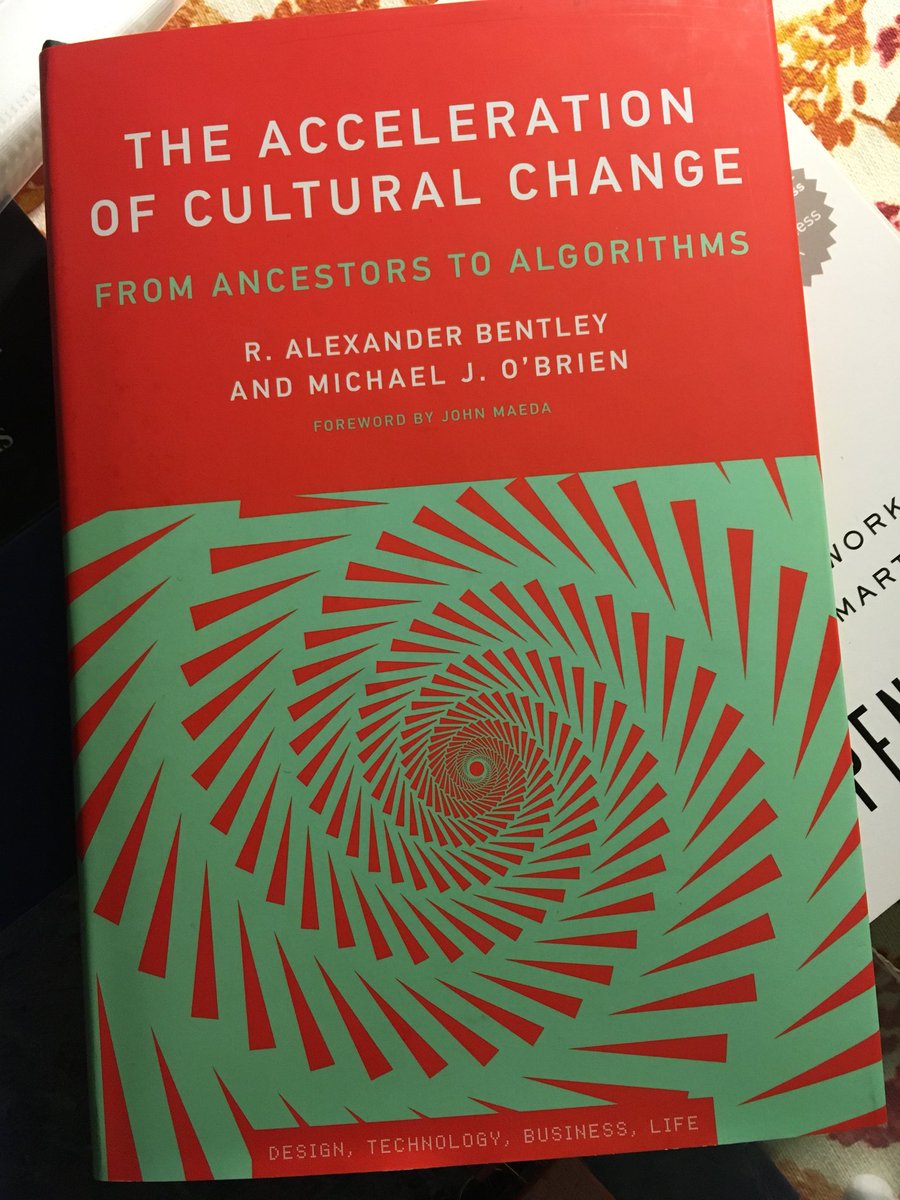 THE ACCELERATION
OF CULTURAL CHANGE
FROM ANCESTORS TO ALGORITHMS
R. ALEXANDER BENTLEY
AND MICHAEL J. O'BRIEN
FOREWORD BY JOHN MAEDA
DESIGN, TECHNOLOGY, BUSINESS, LIFE
WORK